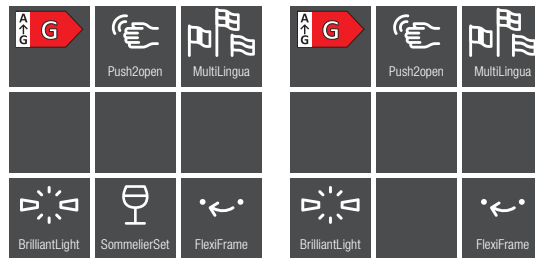 A
G
G
Push2open
MultiLingua
A
G
G
Push2open
MultiLingua
BrilliantLight
SommelierSet
FlexiFrame
BrilliantLight
FlexiFrame